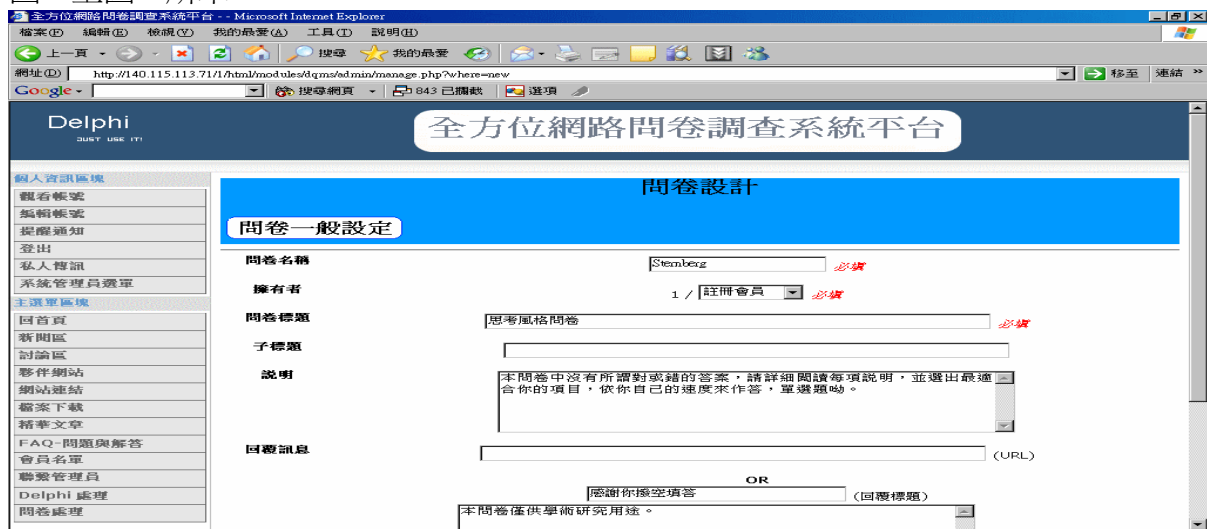 全方位網路問卷調查系統平台 - - Microsoft Internet Explorer
檔案(F) 編輯(E) 檢視(V) 我的最愛(A) 工具(T) 說明(H)
上一頁 搜尋 我的最愛
網址(D) http://140.115.113.71/1/html/modules/dqms/admin/manage.php?where=new 移至 連結 »
Google 搜尋網頁 843 已攔截 選項
Delphi
JUST USE IT!
全方位網路問卷調查系統平台
個人資訊區塊
觀看帳號
編輯帳號
提醒通知
登出
私人傳訊
系統管理員選單
主選單區塊
回首頁
新聞區
討論區
夥伴網站
網站連結
檔案下載
精華文章
FAQ-問題與解答
會員名單
聯繫管理員
Delphi 處理
問卷處理
問卷設計
問卷一般設定
問卷名稱 Sternberg 必填
擁有者 1 / 註冊會員 必填
問卷標題 思考風格問卷 必填
子標題
說明 本問卷中沒有所謂對或錯的答案，請詳細閱讀每項說明，並選出最適
合你的項目，依你自己的速度來作答，單選題呦。
回覆訊息 (URL)
OR
感謝你撥空填答 (回覆標題)
本問卷僅供學術研究用途。